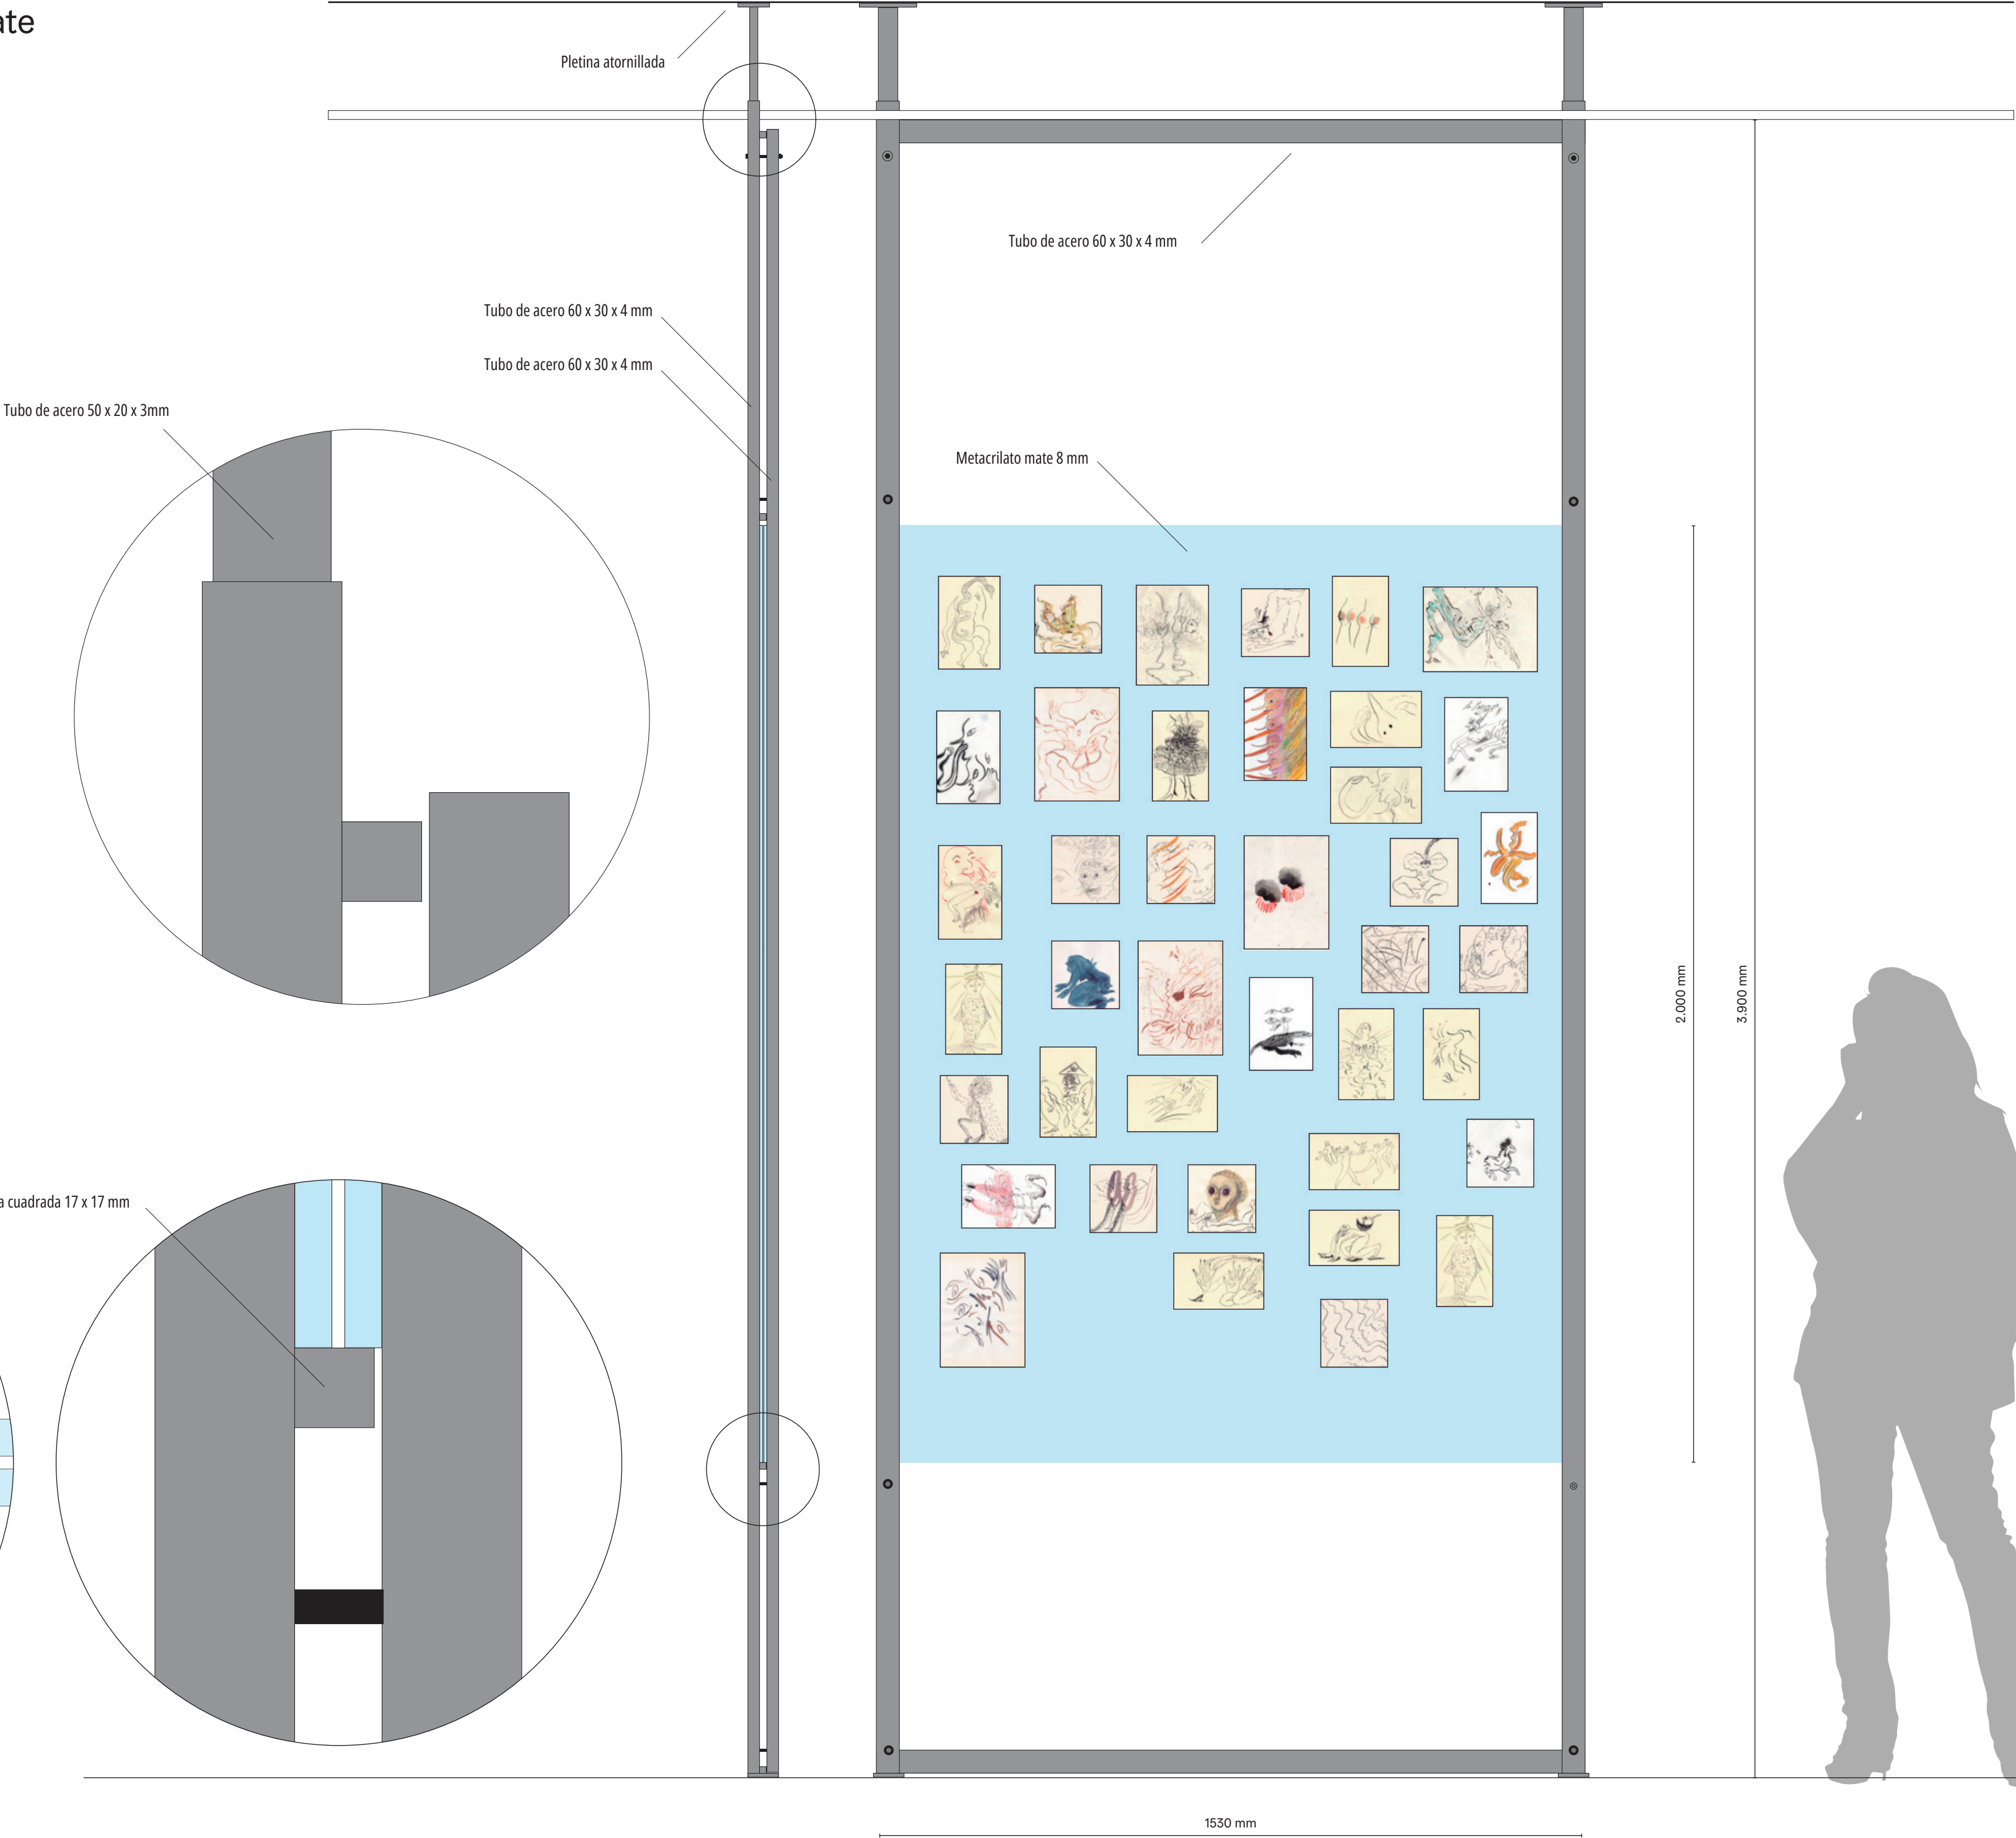 ate
Pletina atornillada
Tubo de acero 60 x 30 x 4 mm
Tubo de acero 60 x 30 x 4 mm
Tubo de acero 60 x 30 x 4 mm
Tubo de acero 50 x 20 x 3mm
Metacrilato mate 8 mm
2.000 mm
3.900 mm
a cuadrada 17 x 17 mm
1530 mm